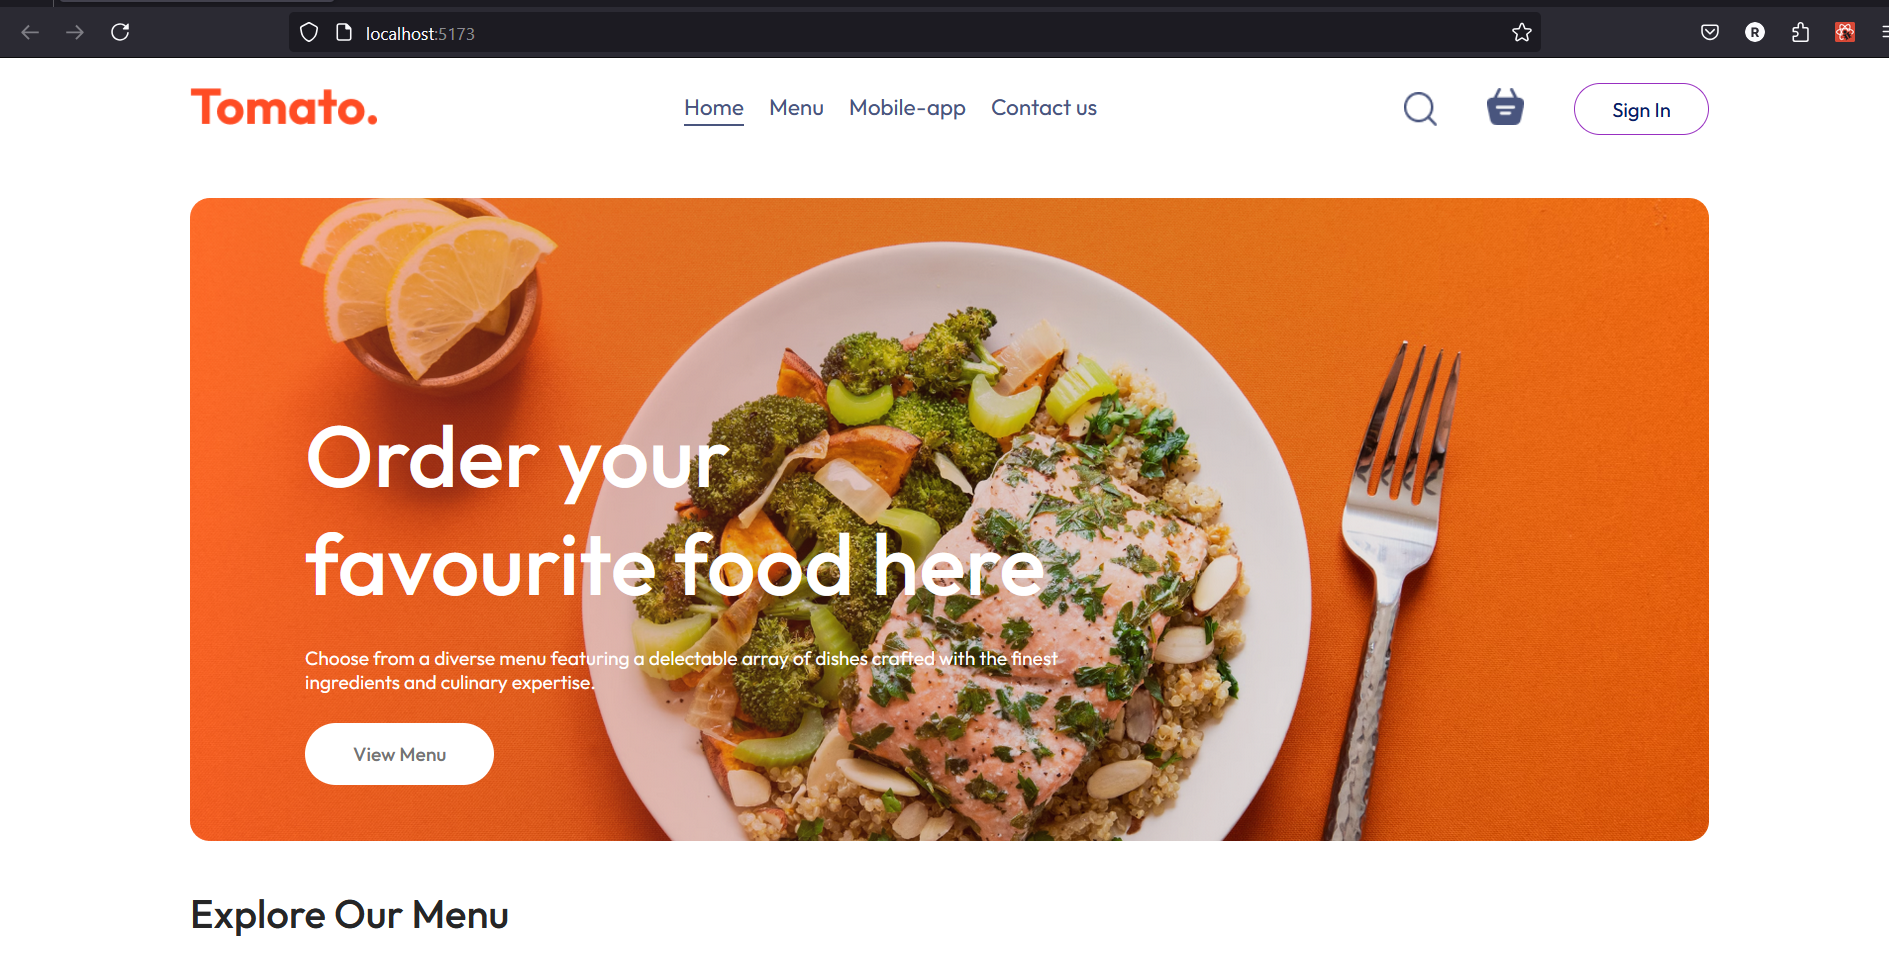 localhost:5173
R
Tomato.
Home Menu Mobile-app Contact us
Sign In
Order your
favourite food here
Choose from a diverse menu featuring a delectable array of dishes crafted with the finest
ingredients and culinary expertise.
View Menu
Explore Our Menu